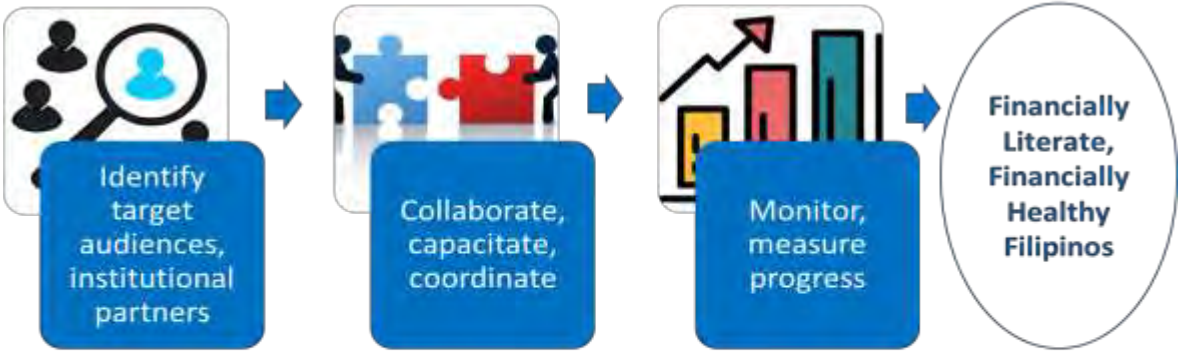 Identify
target
audiences,
institutional
partners
Collaborate,
capacitate,
coordinate
Monitor,
measure
progress
Financially
Literate,
Financially
Healthy
Filipinos